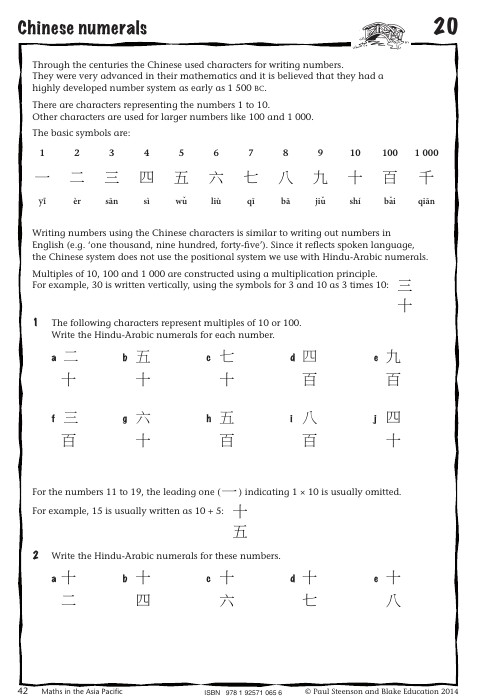 Chinese numerals 20
Through the centuries the Chinese used characters for writing numbers.
They were very advanced in their mathematics and it is believed that they had a
highly developed number system as early as 1 500 BC.
There are characters representing the numbers 1 to 10.
Other characters are used for larger numbers like 100 and 1 000.
The basic symbols are:
1 2 3 4 5 6 7 8 9 10 100 1 000
一 二 三 四 五 六 七 八 九 十 百 千
yī èr sān sì wǔ liù qī bā jiǔ shí bǎi qiān
Writing numbers using the Chinese characters is similar to writing out numbers in
English (e.g. ‘one thousand, nine hundred, forty-five’). Since it reflects spoken language,
the Chinese system does not use the positional system we use with Hindu-Arabic numerals.
Multiples of 10, 100 and 1 000 are constructed using a multiplication principle.
For example, 30 is written vertically, using the symbols for 3 and 10 as 3 times 10: 三
十
1 The following characters represent multiples of 10 or 100.
Write the Hindu-Arabic numerals for each number.
a 二 b 五 c 七 d 四 e 九
十 十 十 百 百
f 三 g 六 h 五 i 八 j 四
百 十 百 百 十
For the numbers 11 to 19, the leading one (一) indicating 1 × 10 is usually omitted.
For example, 15 is usually written as 10 + 5: 十
五
2 Write the Hindu-Arabic numerals for these numbers.
a 十 b 十 c 十 d 十 e 十
二 四 六 七 八
42 Maths in the Asia Pacific ISBN 978 1 92571 065 6 © Paul Steenson and Blake Education 2014